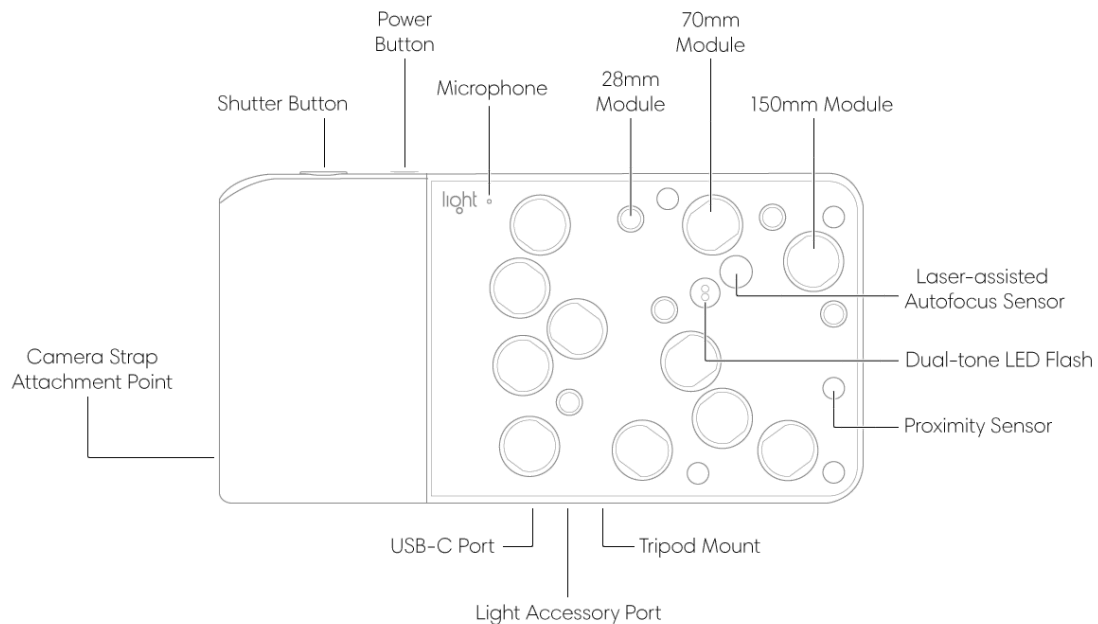 Power
Button
70mm
Module
Microphone
28mm
Module
Shutter Button
150mm Module
light
Laser-assisted
Autofocus Sensor
Camera Strap
Attachment Point
Dual-tone LED Flash
Proximity Sensor
USB-C Port
Tripod Mount
Light Accessory Port